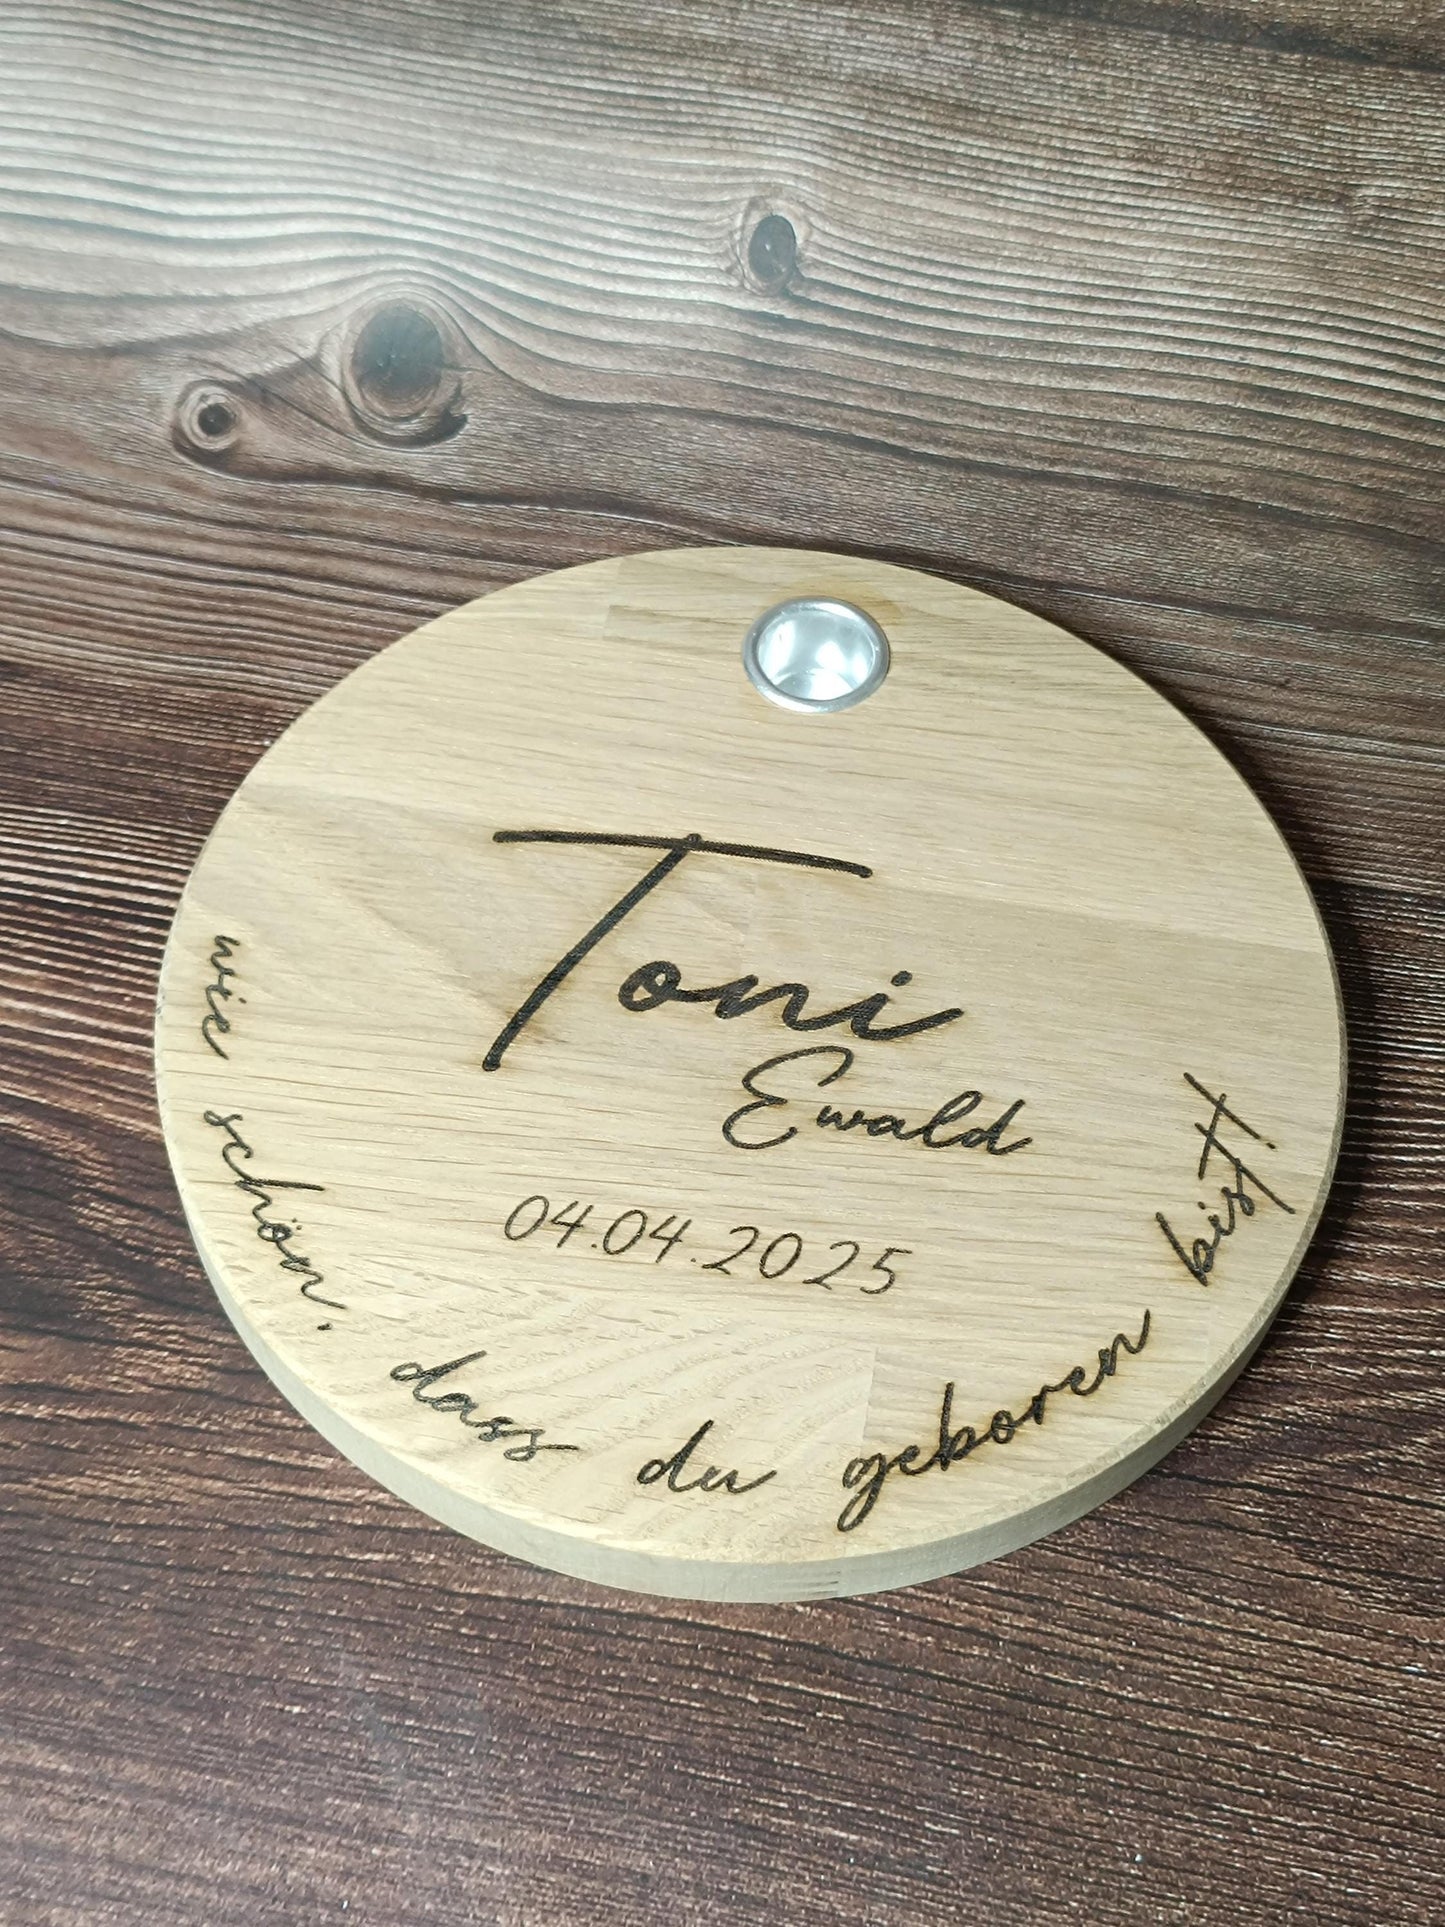 Toni
Ewald
04.04.2025
wie schön, dass du geboren bist!